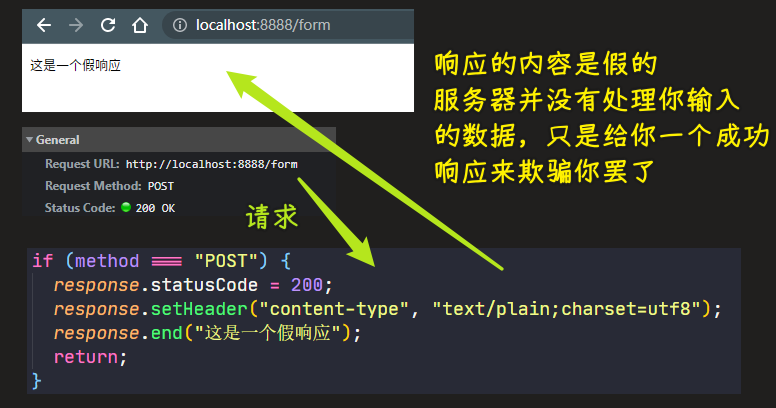 localhost:8888/form
这是一个假响应
响应的内容是假的
服务器并没有处理你输入
的数据，只是给你一个成功
响应来欺骗你罢了
General
Request URL: http://localhost:8888/form
Request Method: POST
Status Code: 200 OK
请求
if (method === "POST") {
  response.statusCode = 200;
  response.setHeader("content-type", "text/plain;charset=utf8");
  response.end("这是一个假响应");
  return;
}